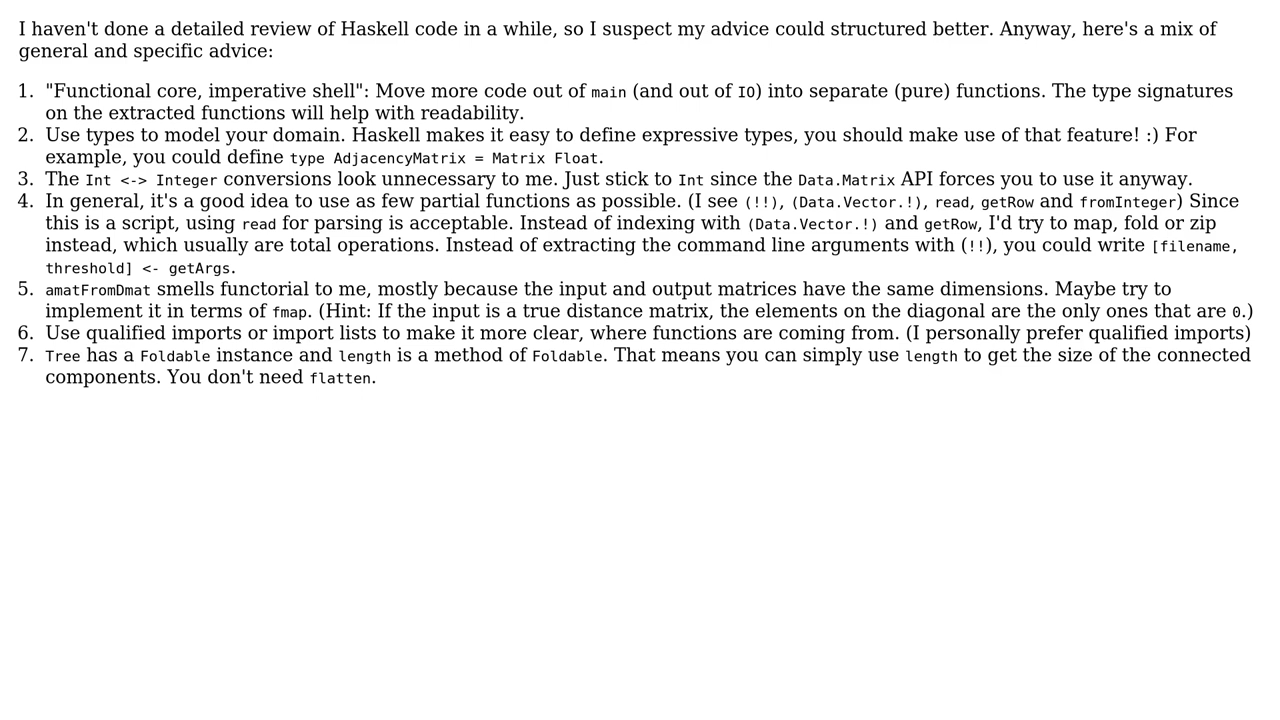 I haven't done a detailed review of Haskell code in a while, so I suspect my advice could structured better. Anyway, here's a mix of
general and specific advice:
1. "Functional core, imperative shell": Move more code out of main (and out of IO) into separate (pure) functions. The type signatures
on the extracted functions will help with readability.
2. Use types to model your domain. Haskell makes it easy to define expressive types, you should make use of that feature! :) For
example, you could define type AdjacencyMatrix = Matrix Float.
3. The Int <-> Integer conversions look unnecessary to me. Just stick to Int since the Data.Matrix API forces you to use it anyway.
4. In general, it's a good idea to use as few partial functions as possible. (I see (!!), (Data.Vector.!), read, getRow and fromInteger) Since
this is a script, using read for parsing is acceptable. Instead of indexing with (Data.Vector.!) and getRow, I'd try to map, fold or zip
instead, which usually are total operations. Instead of extracting the command line arguments with (!!), you could write [filename,
threshold] <- getArgs.
5. amatFromDmat smells functorial to me, mostly because the input and output matrices have the same dimensions. Maybe try to
implement it in terms of fmap. (Hint: If the input is a true distance matrix, the elements on the diagonal are the only ones that are 0.)
6. Use qualified imports or import lists to make it more clear, where functions are coming from. (I personally prefer qualified imports)
7. Tree has a Foldable instance and length is a method of Foldable. That means you can simply use length to get the size of the connected
components. You don't need flatten.